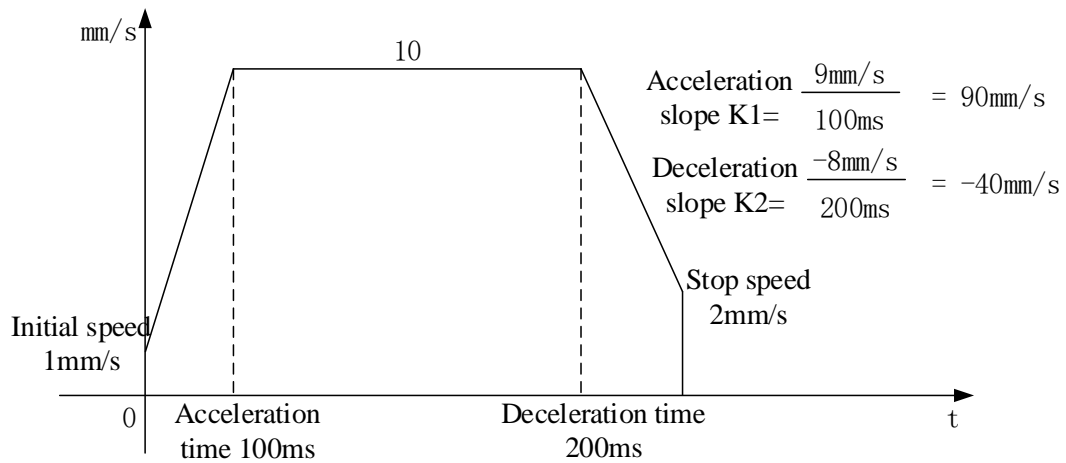 mm/s
10
Acceleration
slope K1=
9mm/s
100ms
= 90mm/s
Deceleration
slope K2=
-8mm/s
200ms
= -40mm/s
Stop speed
2mm/s
Initial speed
1mm/s
0
Acceleration
time 100ms
Deceleration time
200ms
t